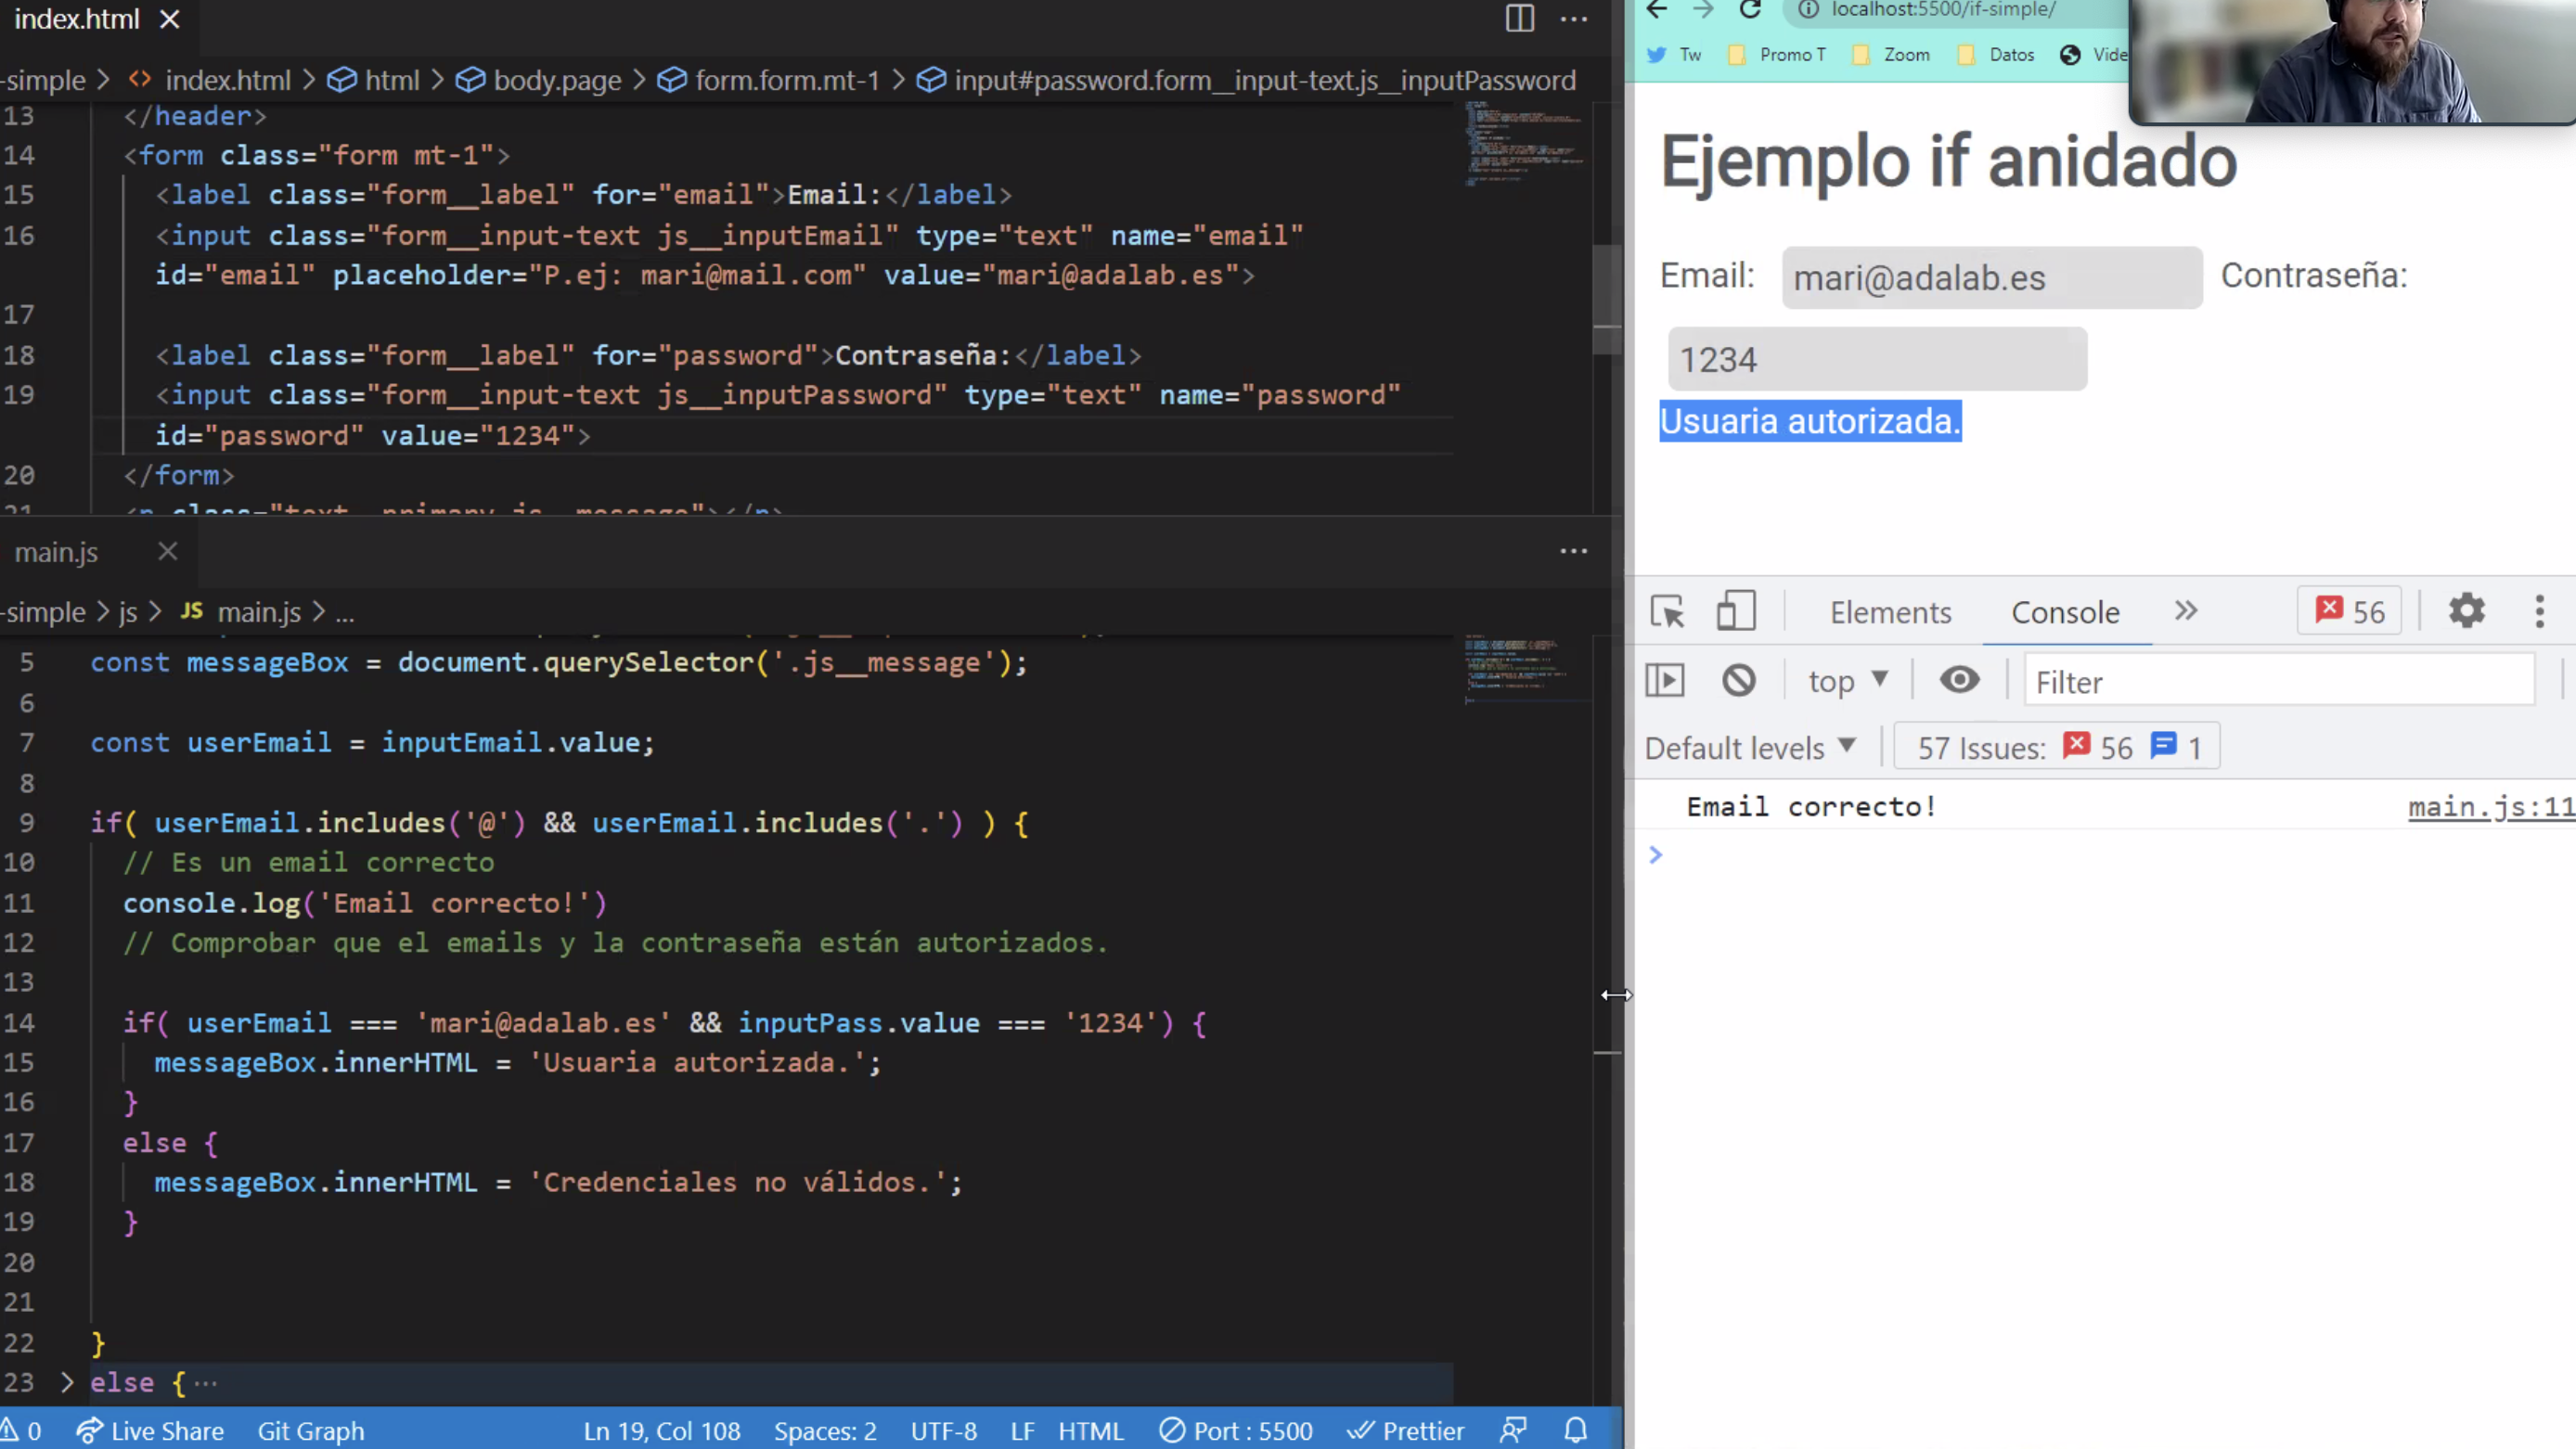 index.html
-simple > index.html > html > body.page > form.form.mt-1 > input#password.form__input-text.js__inputPassword
13 </header>
14 <form class="form mt-1">
15 <label class="form__label" for="email">Email:</label>
16 <input class="form__input-text js__inputEmail" type="text" name="email"
id="email" placeholder="P.ej: mari@mail.com" value="mari@adalab.es">
17
18 <label class="form__label" for="password">Contraseña:</label>
19 <input class="form__input-text js__inputPassword" type="text" name="password"
id="password" value="1234">
20 </form>
21 <p class="text--primary js__message"></p>
main.js
-simple > js > JS main.js > ...
5 const messageBox = document.querySelector('.js__message');
6
7 const userEmail = inputEmail.value;
8
9 if( userEmail.includes('@') && userEmail.includes('.') ) {
10 // Es un email correcto
11 console.log('Email correcto!')
12 // Comprobar que el emails y la contraseña están autorizados.
13
14 if( userEmail === 'mari@adalab.es' && inputPass.value === '1234') {
15 messageBox.innerHTML = 'Usuaria autorizada.';
16 }
17 else {
18 messageBox.innerHTML = 'Credenciales no válidos.';
19 }
20
21
22 }
23 else { ...
0 Live Share Git Graph Ln 19, Col 108 Spaces: 2 UTF-8 LF HTML Port : 5500 Prettier
localhost:5500/if-simple/
Tw Promo T Zoom Datos Vide
Ejemplo if anidado
Email: mari@adalab.es Contraseña:
1234
Usuaria autorizada.
Elements Console 56
top Filter
Default levels 57 Issues: 56 1
Email correcto! main.js:11